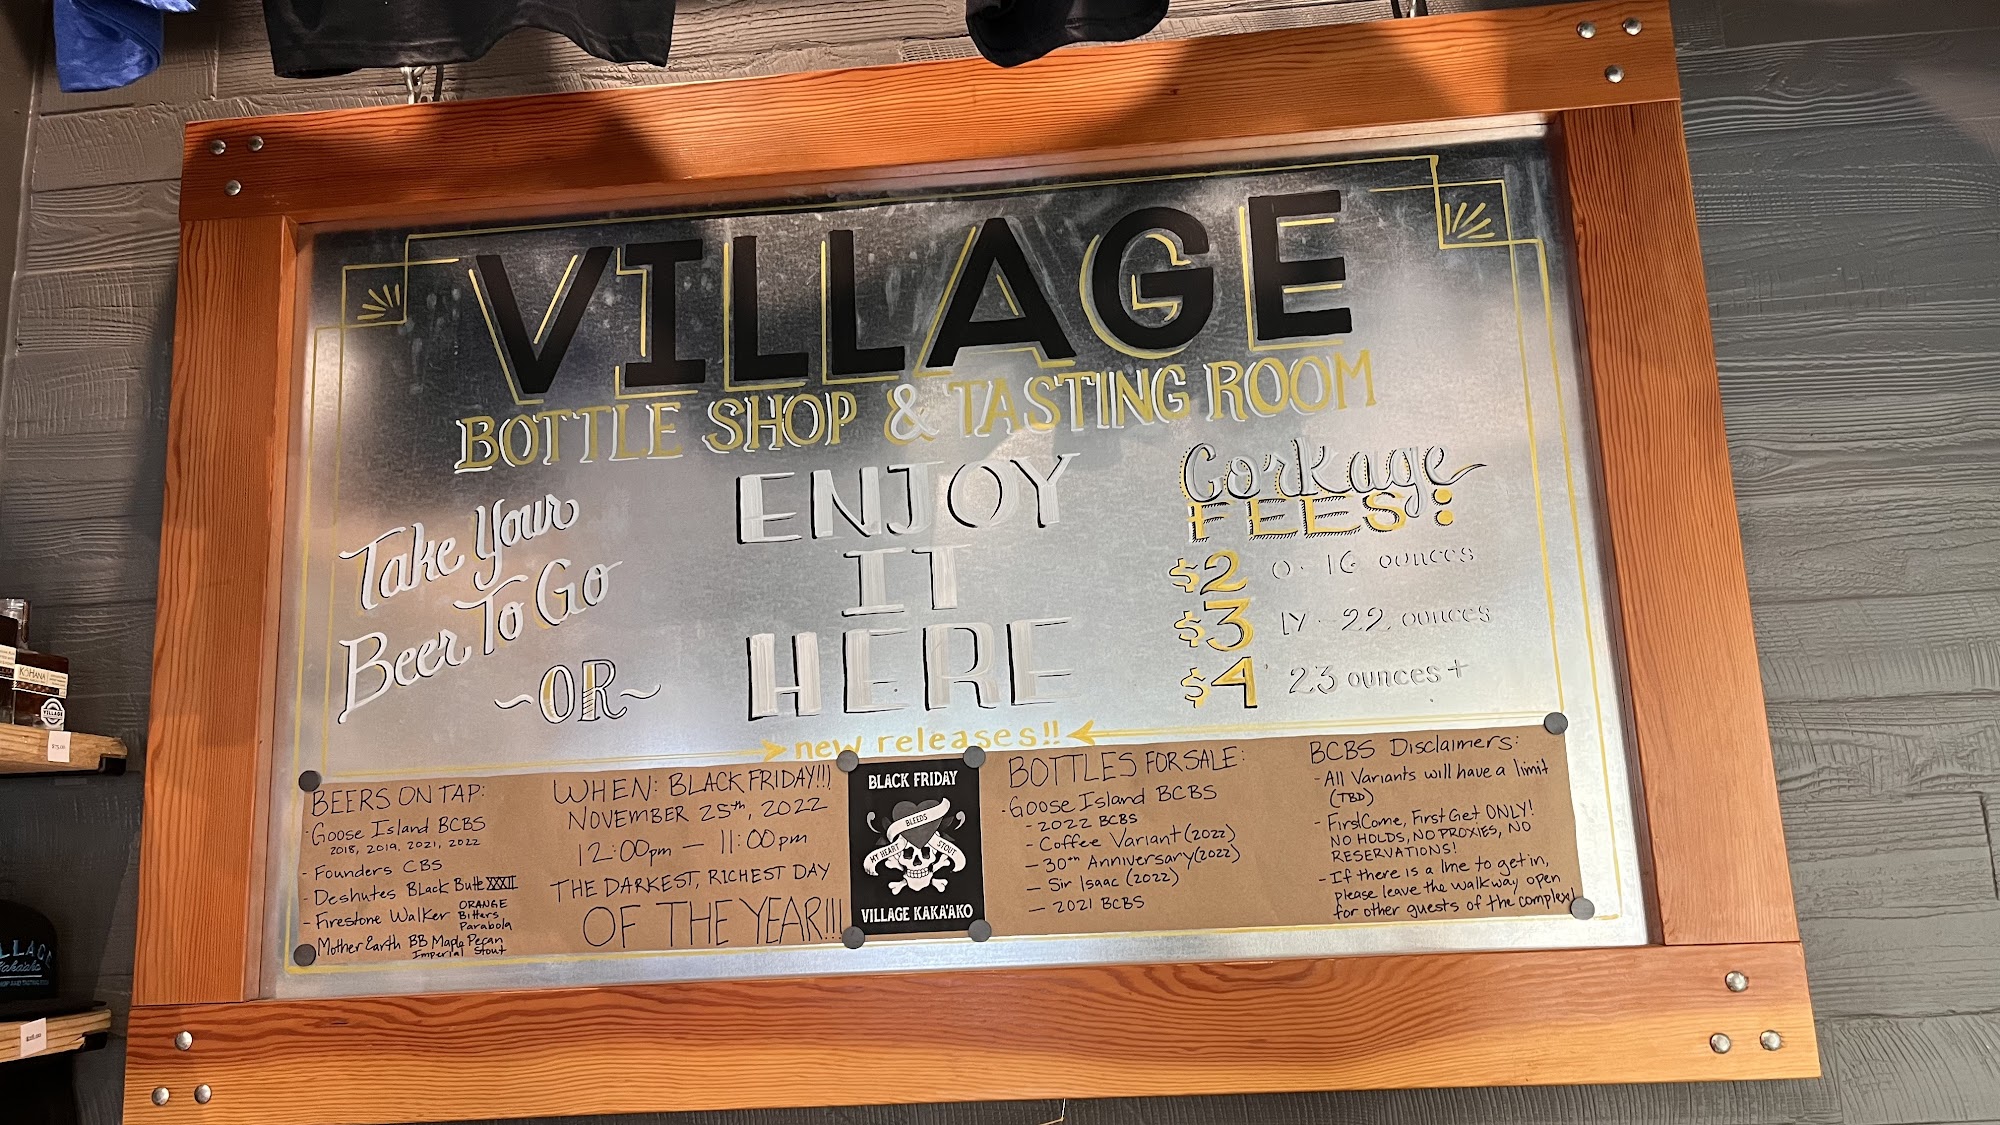 VILLAGE
BOTTLE SHOP & TASTING ROOM
Take Your
Beer To Go
~OR~
ENJOY
IT
HERE
Corkage
FEES:
$2 0-16 ounces
$3 17-22 ounces
$4 23 ounces+
new releases!!
BEERS ON TAP:
- Goose Island BCBS
2018, 2019, 2021, 2022
- Founders CBS
- Deshutes Black Butte XXXII
- Firestone Walker ORANGE
Bitters
Parabola
- Mother Earth BB Maple Pecan
Imperial Stout
WHEN: BLACK FRIDAY!!!
NOVEMBER 25th, 2022
12:00pm — 11:00pm
THE DARKEST, RICHEST DAY
OF THE YEAR!!!
BLACK FRIDAY
BLEEDS
MY HEART STOUT
VILLAGE KAKA'AKO
BOTTLES FOR SALE:
- Goose Island BCBS
- 2022 BCBS
- Coffee Variant (2022)
- 30th Anniversary (2022)
- Sir Isaac (2022)
- 2021 BCBS
BCBS Disclaimers:
- All Variants will have a limit
(TBD)
- First Come, First Get ONLY!
NO HOLDS, NO PROXIES, NO
RESERVATIONS!
- If there is a line to get in,
please leave the walkway open
for other guests of the complex!
KŌHANA
VILLAGE
$75.00